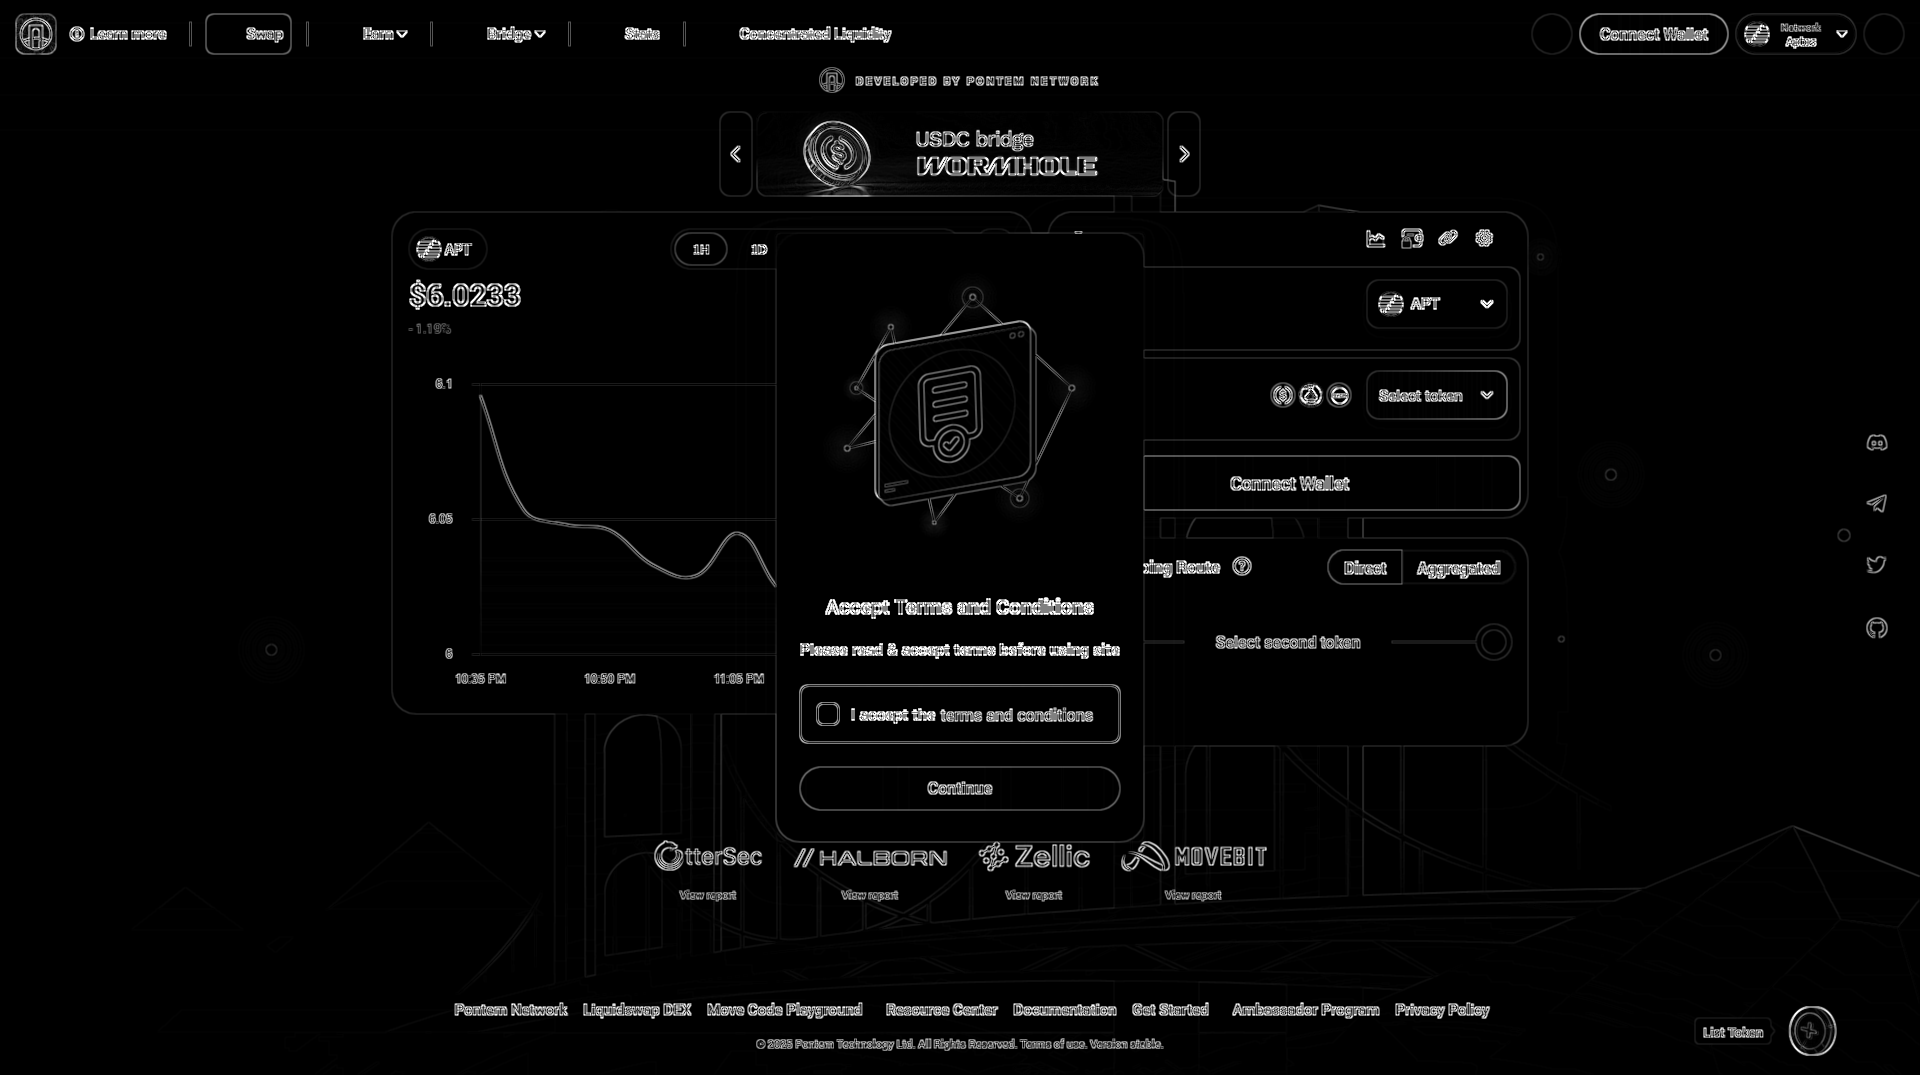 Learn more
Swap
Earn
Bridge
Stats
Concentrated Liquidity
Connect Wallet
Network
Aptos
DEVELOPED BY PONTEM NETWORK
USDC bridge
WORMHOLE
APT
1H
1D
$6.0233
-1.19%
6.1
6.05
6
10:35 PM
10:50 PM
11:05 PM
APT
Select token
Connect Wallet
Route
Direct
Aggregated
Select second token
Accept Terms and Conditions
Please read & accept terms before using site
I accept the terms and conditions
Continue
OtterSec
HALBORN
Zellic
MOVEBIT
View report
View report
View report
View report
Pontem Network
Liquidswap DEX
Move Code Playground
Resource Center
Documentation
Get Started
Ambassador Program
Privacy Policy
© 2025 Pontem Technology Ltd. All Rights Reserved. Terms of use. Version stable.
List Token